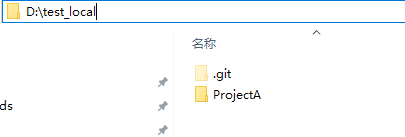 D:\test_local
名称
.git
ds
ProjectA